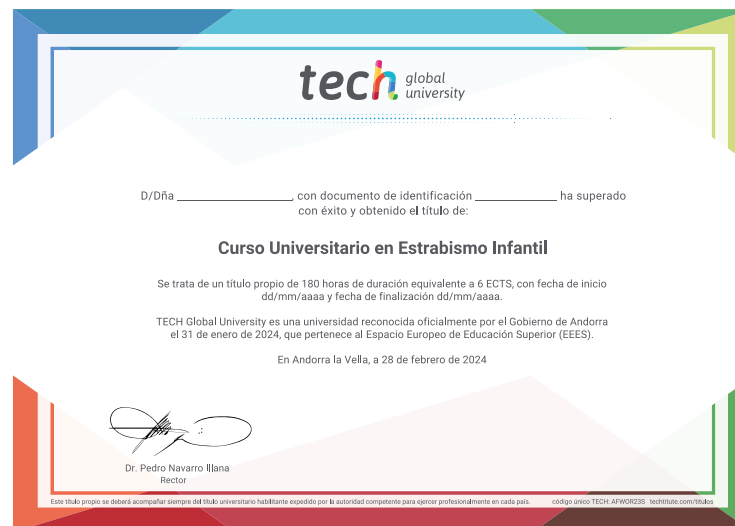 tech global university
D/Dña ____________________, con documento de identificación ______________ ha superado
con éxito y obtenido el título de:
Curso Universitario en Estrabismo Infantil
Se trata de un título propio de 180 horas de duración equivalente a 6 ECTS, con fecha de inicio
dd/mm/aaaa y fecha de finalización dd/mm/aaaa.
TECH Global University es una universidad reconocida oficialmente por el Gobierno de Andorra
el 31 de enero de 2024, que pertenece al Espacio Europeo de Educación Superior (EEES).
En Andorra la Vella, a 28 de febrero de 2024
Dr. Pedro Navarro Illana
Rector
Este título propio se deberá acompañar siempre del título universitario habilitante expedido por la autoridad competente para ejercer profesionalmente en cada país. código único TECH: AFWOR23S techtitute.com/titulos